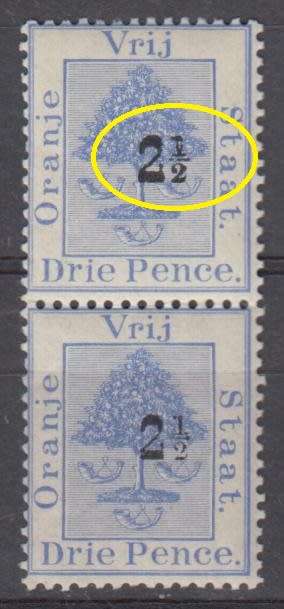 Vrij
Oranje
2½
Staat.
Drie Pence.
Vrij
Oranje
2½
Staat.
Drie Pence.